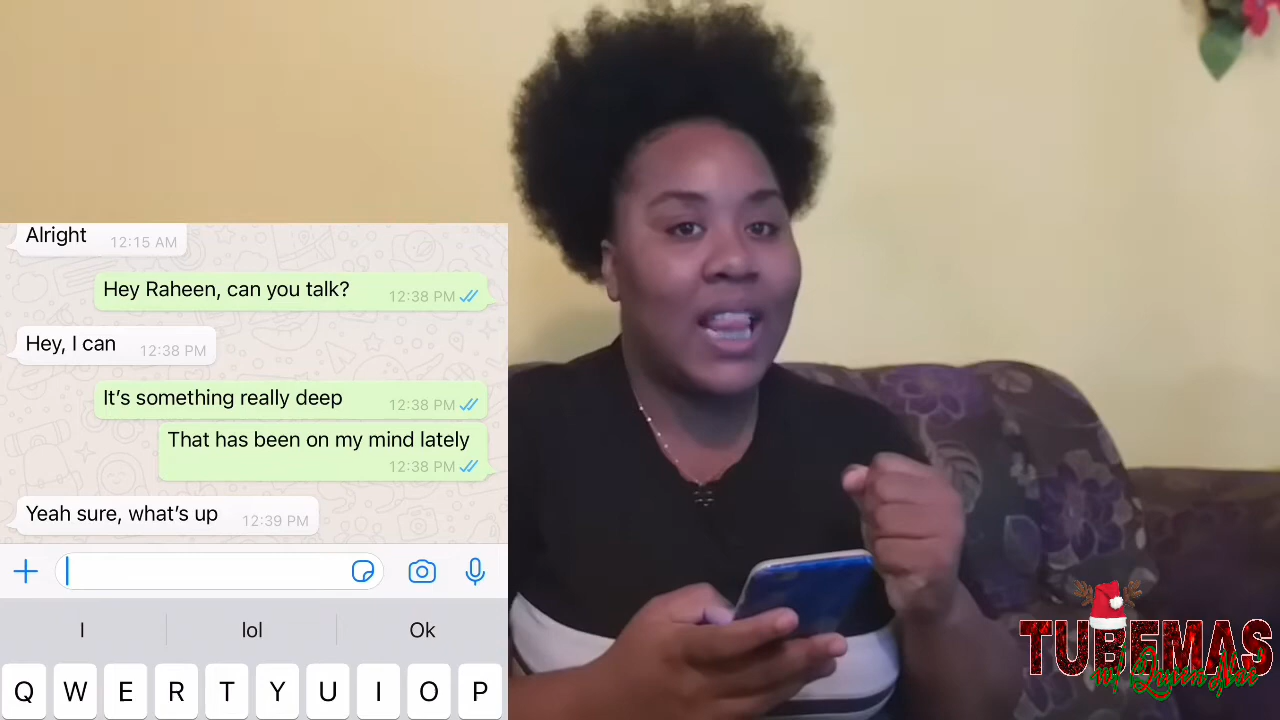 Alright 12:15 AM
Hey Raheen, can you talk? 12:38 PM
Hey, I can 12:38 PM
It's something really deep 12:38 PM
That has been on my mind lately
12:38 PM
Yeah sure, what's up 12:39 PM
I lol Ok
Q W E R T Y U I O P
TUBEMAS
w/ Queen Nae